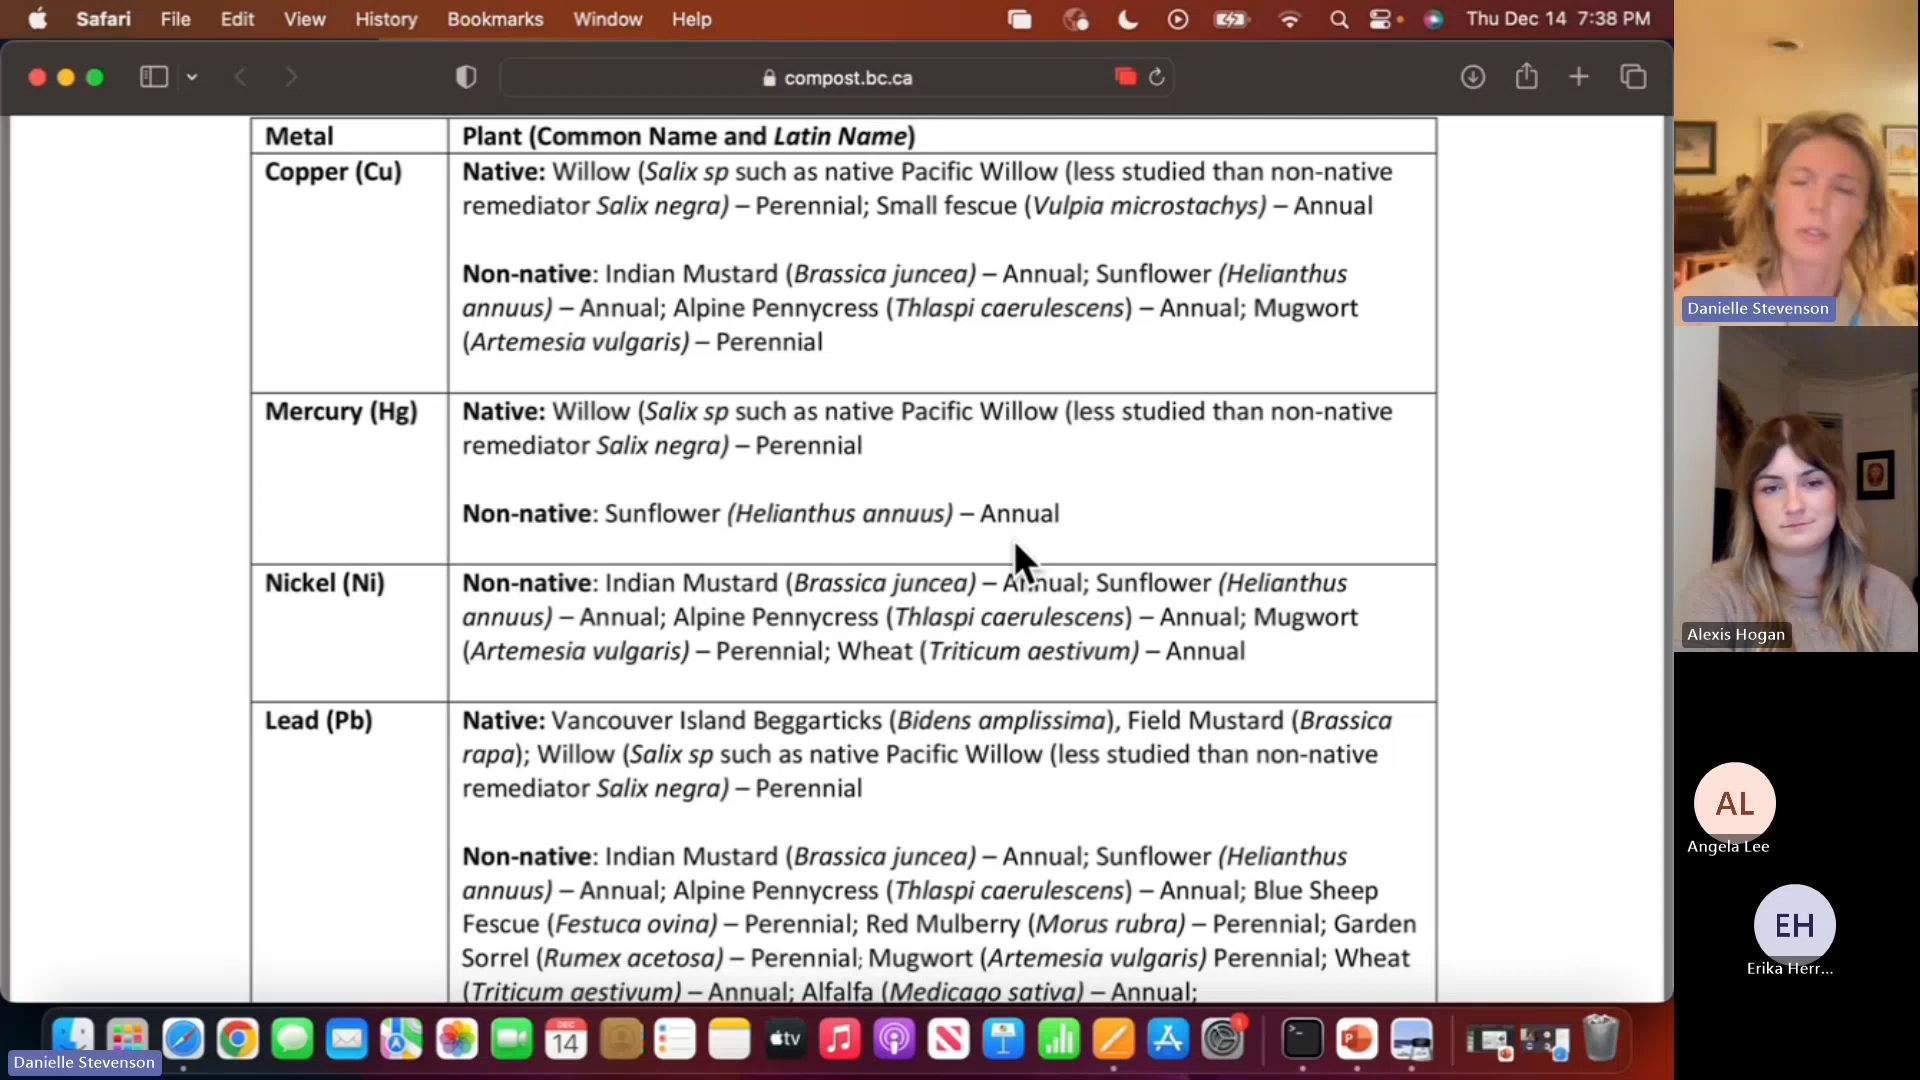 Safari File Edit View History Bookmarks Window Help Thu Dec 14 7:38 PM
compost.bc.ca
Metal Plant (Common Name and Latin Name)
Copper (Cu) Native: Willow (Salix sp such as native Pacific Willow (less studied than non-native
remediator Salix negra) – Perennial; Small fescue (Vulpia microstachys) – Annual
Non-native: Indian Mustard (Brassica juncea) – Annual; Sunflower (Helianthus
annuus) – Annual; Alpine Pennycress (Thlaspi caerulescens) – Annual; Mugwort
(Artemesia vulgaris) – Perennial
Mercury (Hg) Native: Willow (Salix sp such as native Pacific Willow (less studied than non-native
remediator Salix negra) – Perennial
Non-native: Sunflower (Helianthus annuus) – Annual
Nickel (Ni) Non-native: Indian Mustard (Brassica juncea) – Annual; Sunflower (Helianthus
annuus) – Annual; Alpine Pennycress (Thlaspi caerulescens) – Annual; Mugwort
(Artemesia vulgaris) – Perennial; Wheat (Triticum aestivum) – Annual
Lead (Pb) Native: Vancouver Island Beggarticks (Bidens amplissima), Field Mustard (Brassica
rapa); Willow (Salix sp such as native Pacific Willow (less studied than non-native
remediator Salix negra) – Perennial
Non-native: Indian Mustard (Brassica juncea) – Annual; Sunflower (Helianthus
annuus) – Annual; Alpine Pennycress (Thlaspi caerulescens) – Annual; Blue Sheep
Fescue (Festuca ovina) – Perennial; Red Mulberry (Morus rubra) – Perennial; Garden
Sorrel (Rumex acetosa) – Perennial; Mugwort (Artemesia vulgaris) Perennial; Wheat
(Triticum aestivum) – Annual; Alfalfa (Medicago sativa) – Annual;
DEC
14
tv
1
Danielle Stevenson
Danielle Stevenson
Alexis Hogan
AL
Angela Lee
EH
Erika Herr...